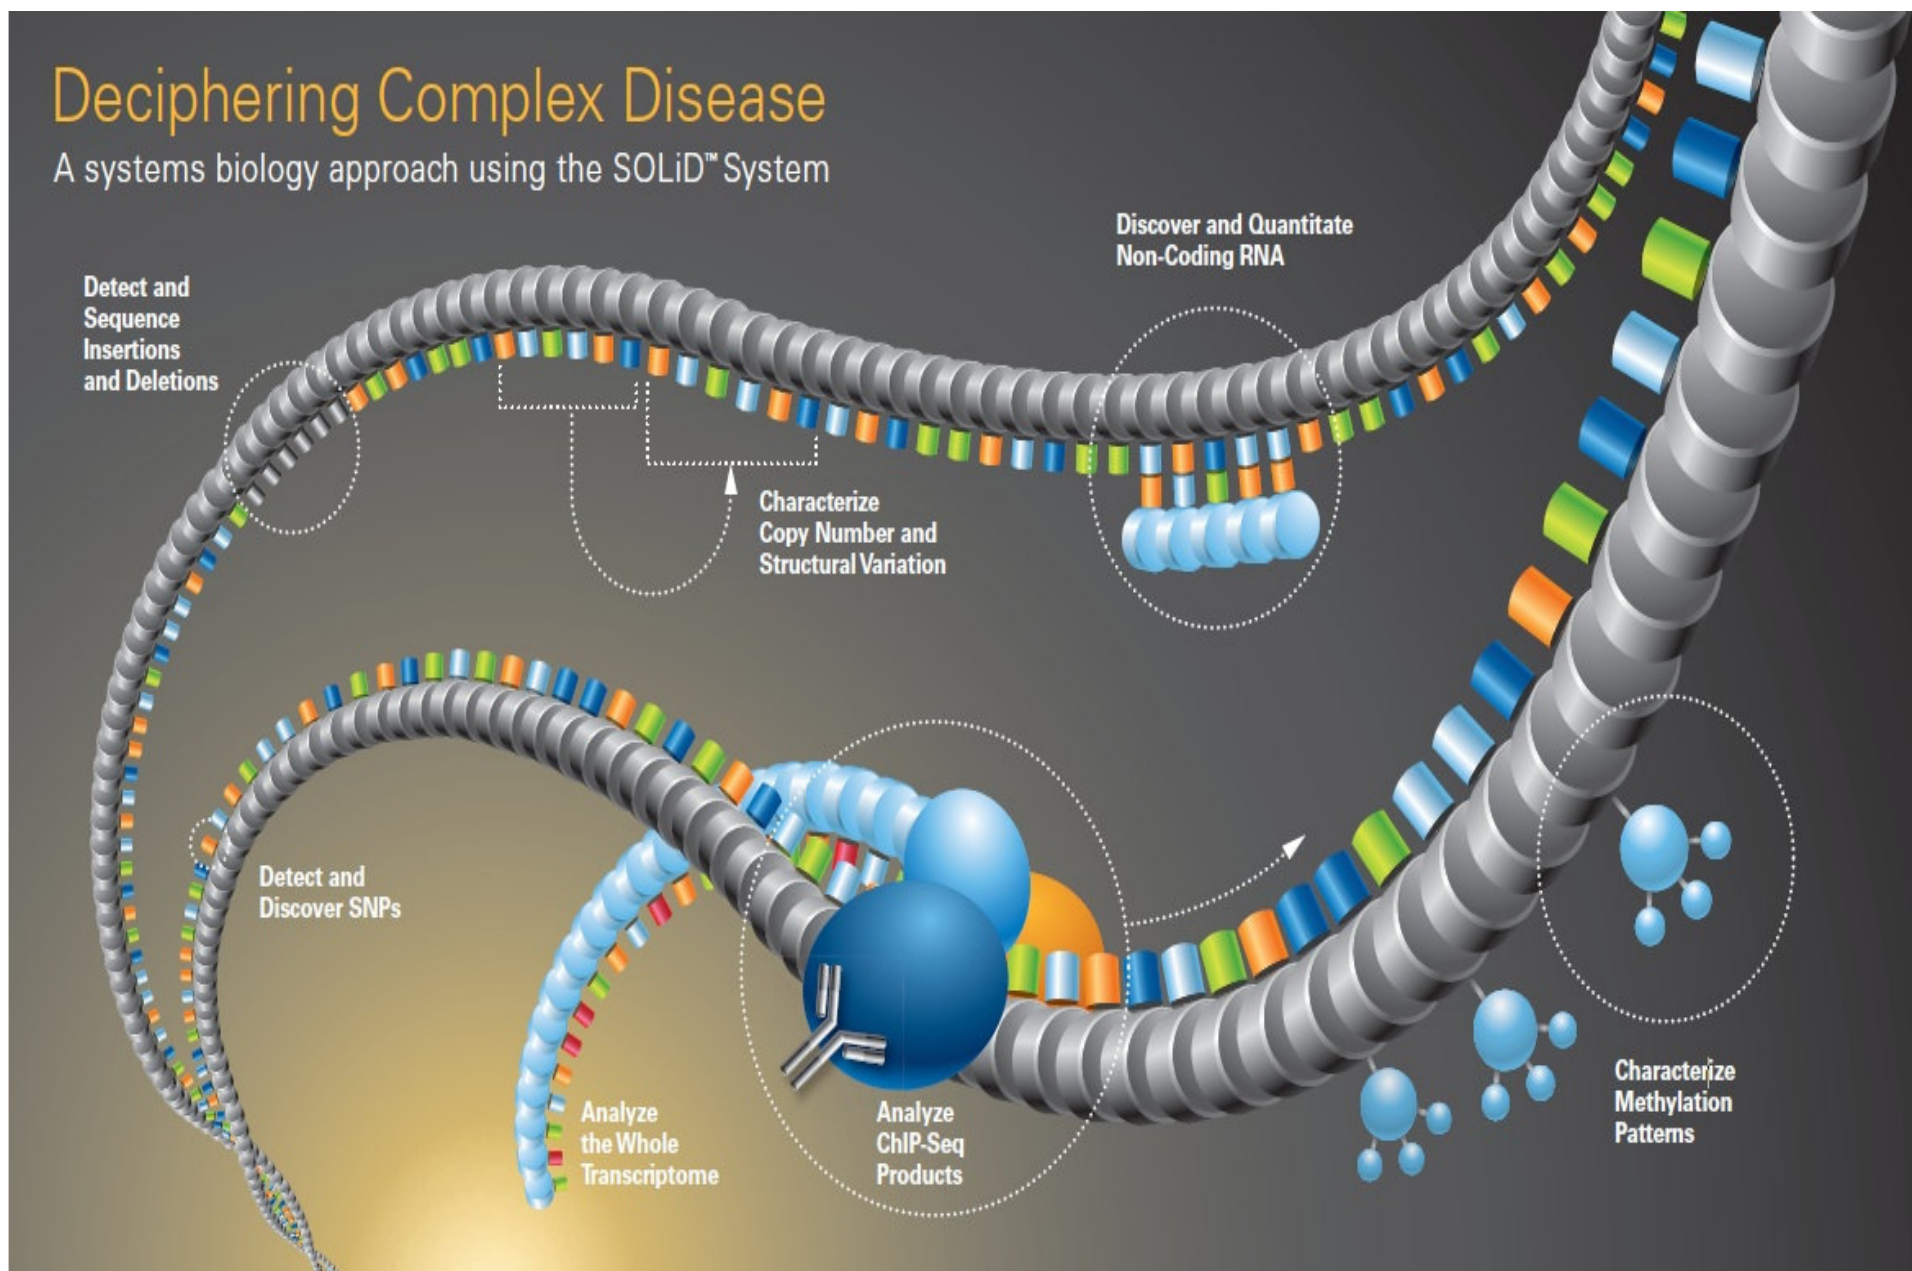 Deciphering Complex Disease
A systems biology approach using the SOLiD™ System
Discover and Quantitate
Non-Coding RNA
Detect and
Sequence
Insertions
and Deletions
Characterize
Copy Number and
Structural Variation
Detect and
Discover SNPs
Analyze
the Whole
Transcriptome
Analyze
ChIP-Seq
Products
Characterize
Methylation
Patterns